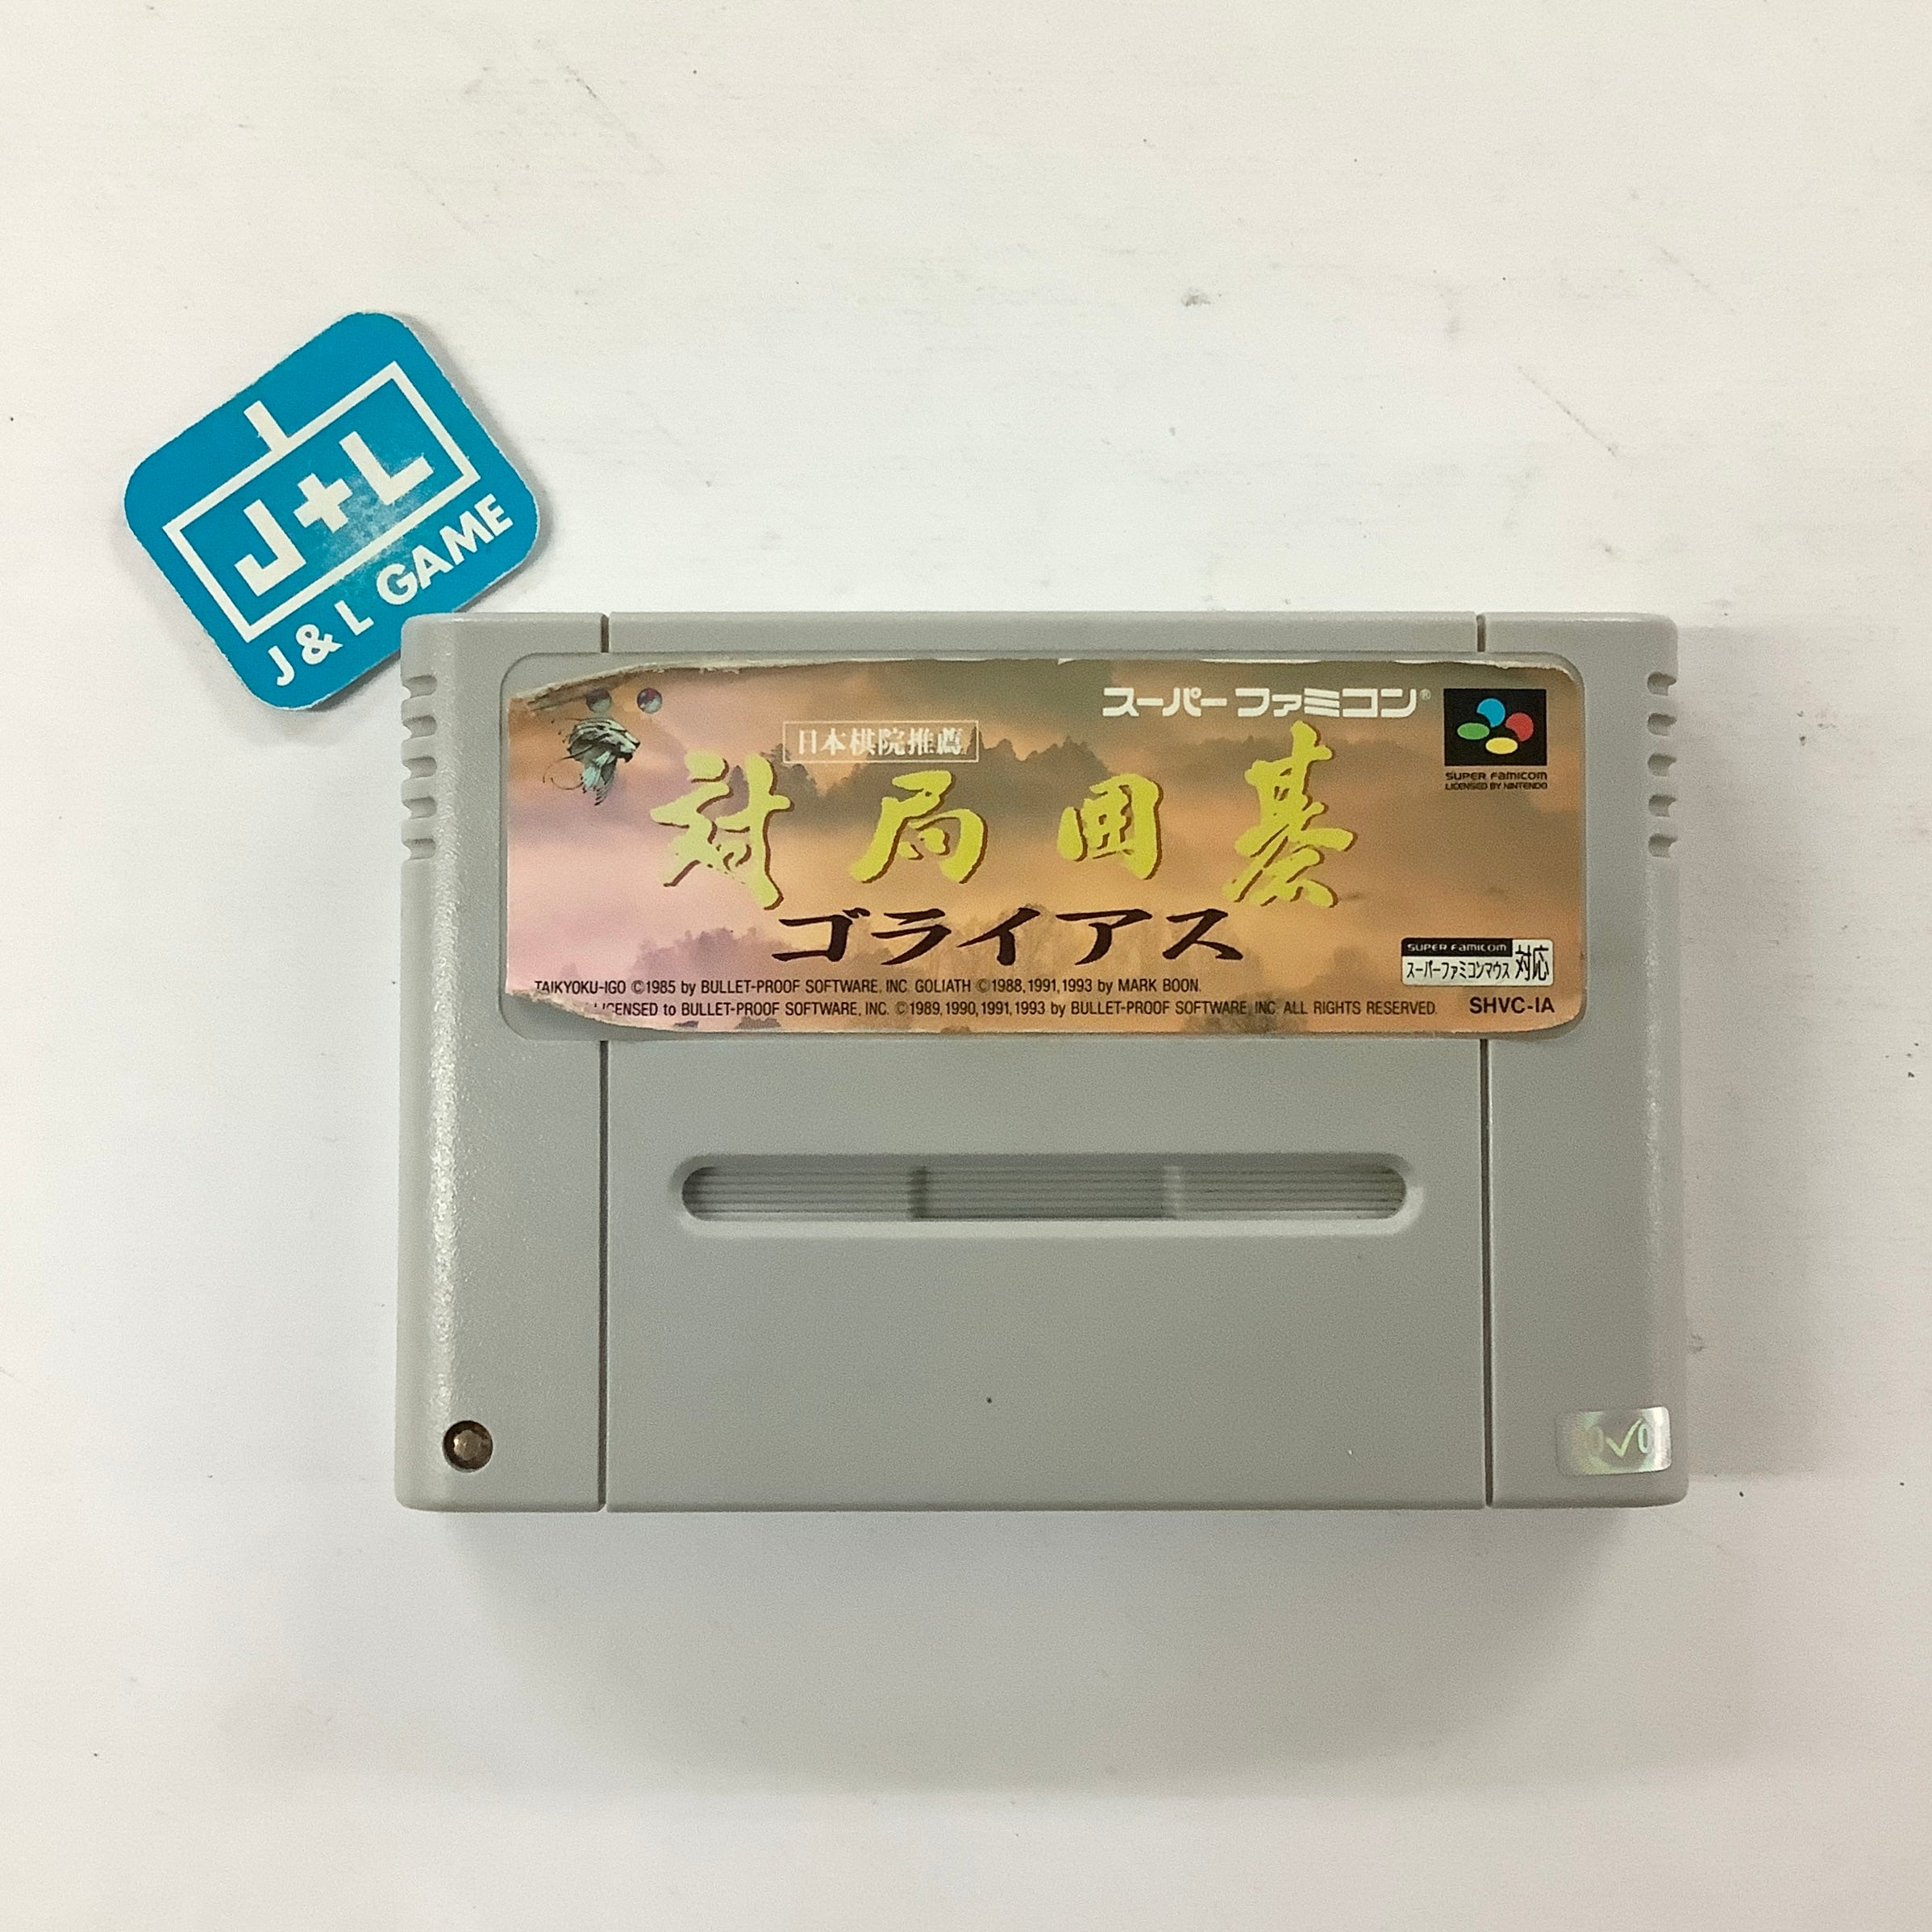 J+L
J & L GAME
スーパーファミコン®
日本棋院推薦
対局囲碁
ゴライアス
SUPER FAMICOM
LICENSED BY NINTENDO
SUPER FAMICOM
スーパーファミコンマウス 対応
TAIKYOKU-IGO ©1985 by BULLET-PROOF SOFTWARE, INC. GOLIATH ©1988,1991,1993 by MARK BOON.
LICENSED to BULLET-PROOF SOFTWARE, INC. ©1989,1990,1991,1993 by BULLET-PROOF SOFTWARE, INC. ALL RIGHTS RESERVED.
SHVC-IA